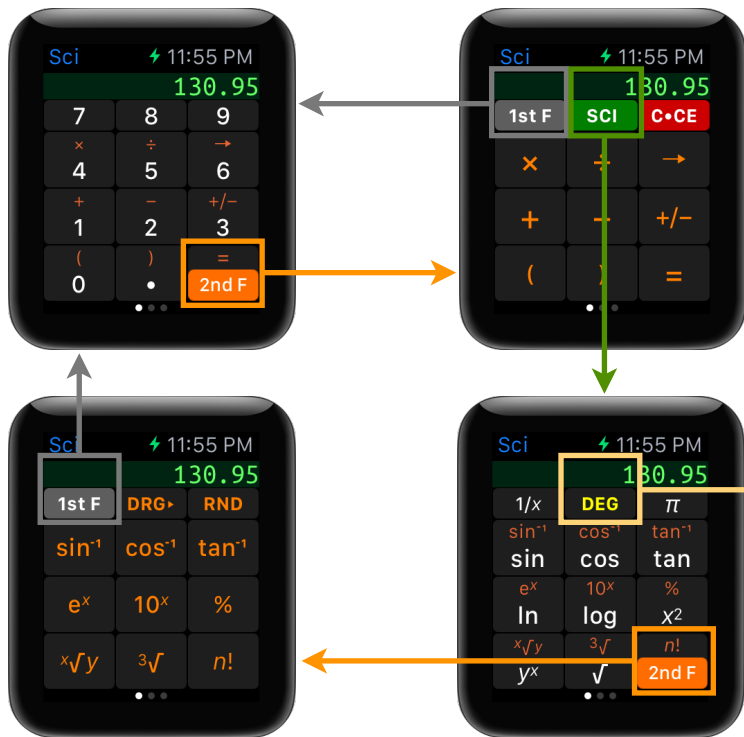 Sci 11:55 PM
130.95
7 8 9
× ÷ →
4 5 6
+ − +/−
1 2 3
( ) =
0 • 2nd F
Sci 11:55 PM
130.95
1st F SCI C•CE
× ÷ →
+ − +/−
( ) =
Sci 11:55 PM
130.95
1st F DRG▸ RND
sin⁻¹ cos⁻¹ tan⁻¹
eˣ 10ˣ %
ˣ√y ³√ n!
Sci 11:55 PM
130.95
1/x DEG π
sin⁻¹ cos⁻¹ tan⁻¹
sin cos tan
eˣ 10ˣ %
ln log x²
ˣ√y ³√ n!
yˣ √ 2nd F